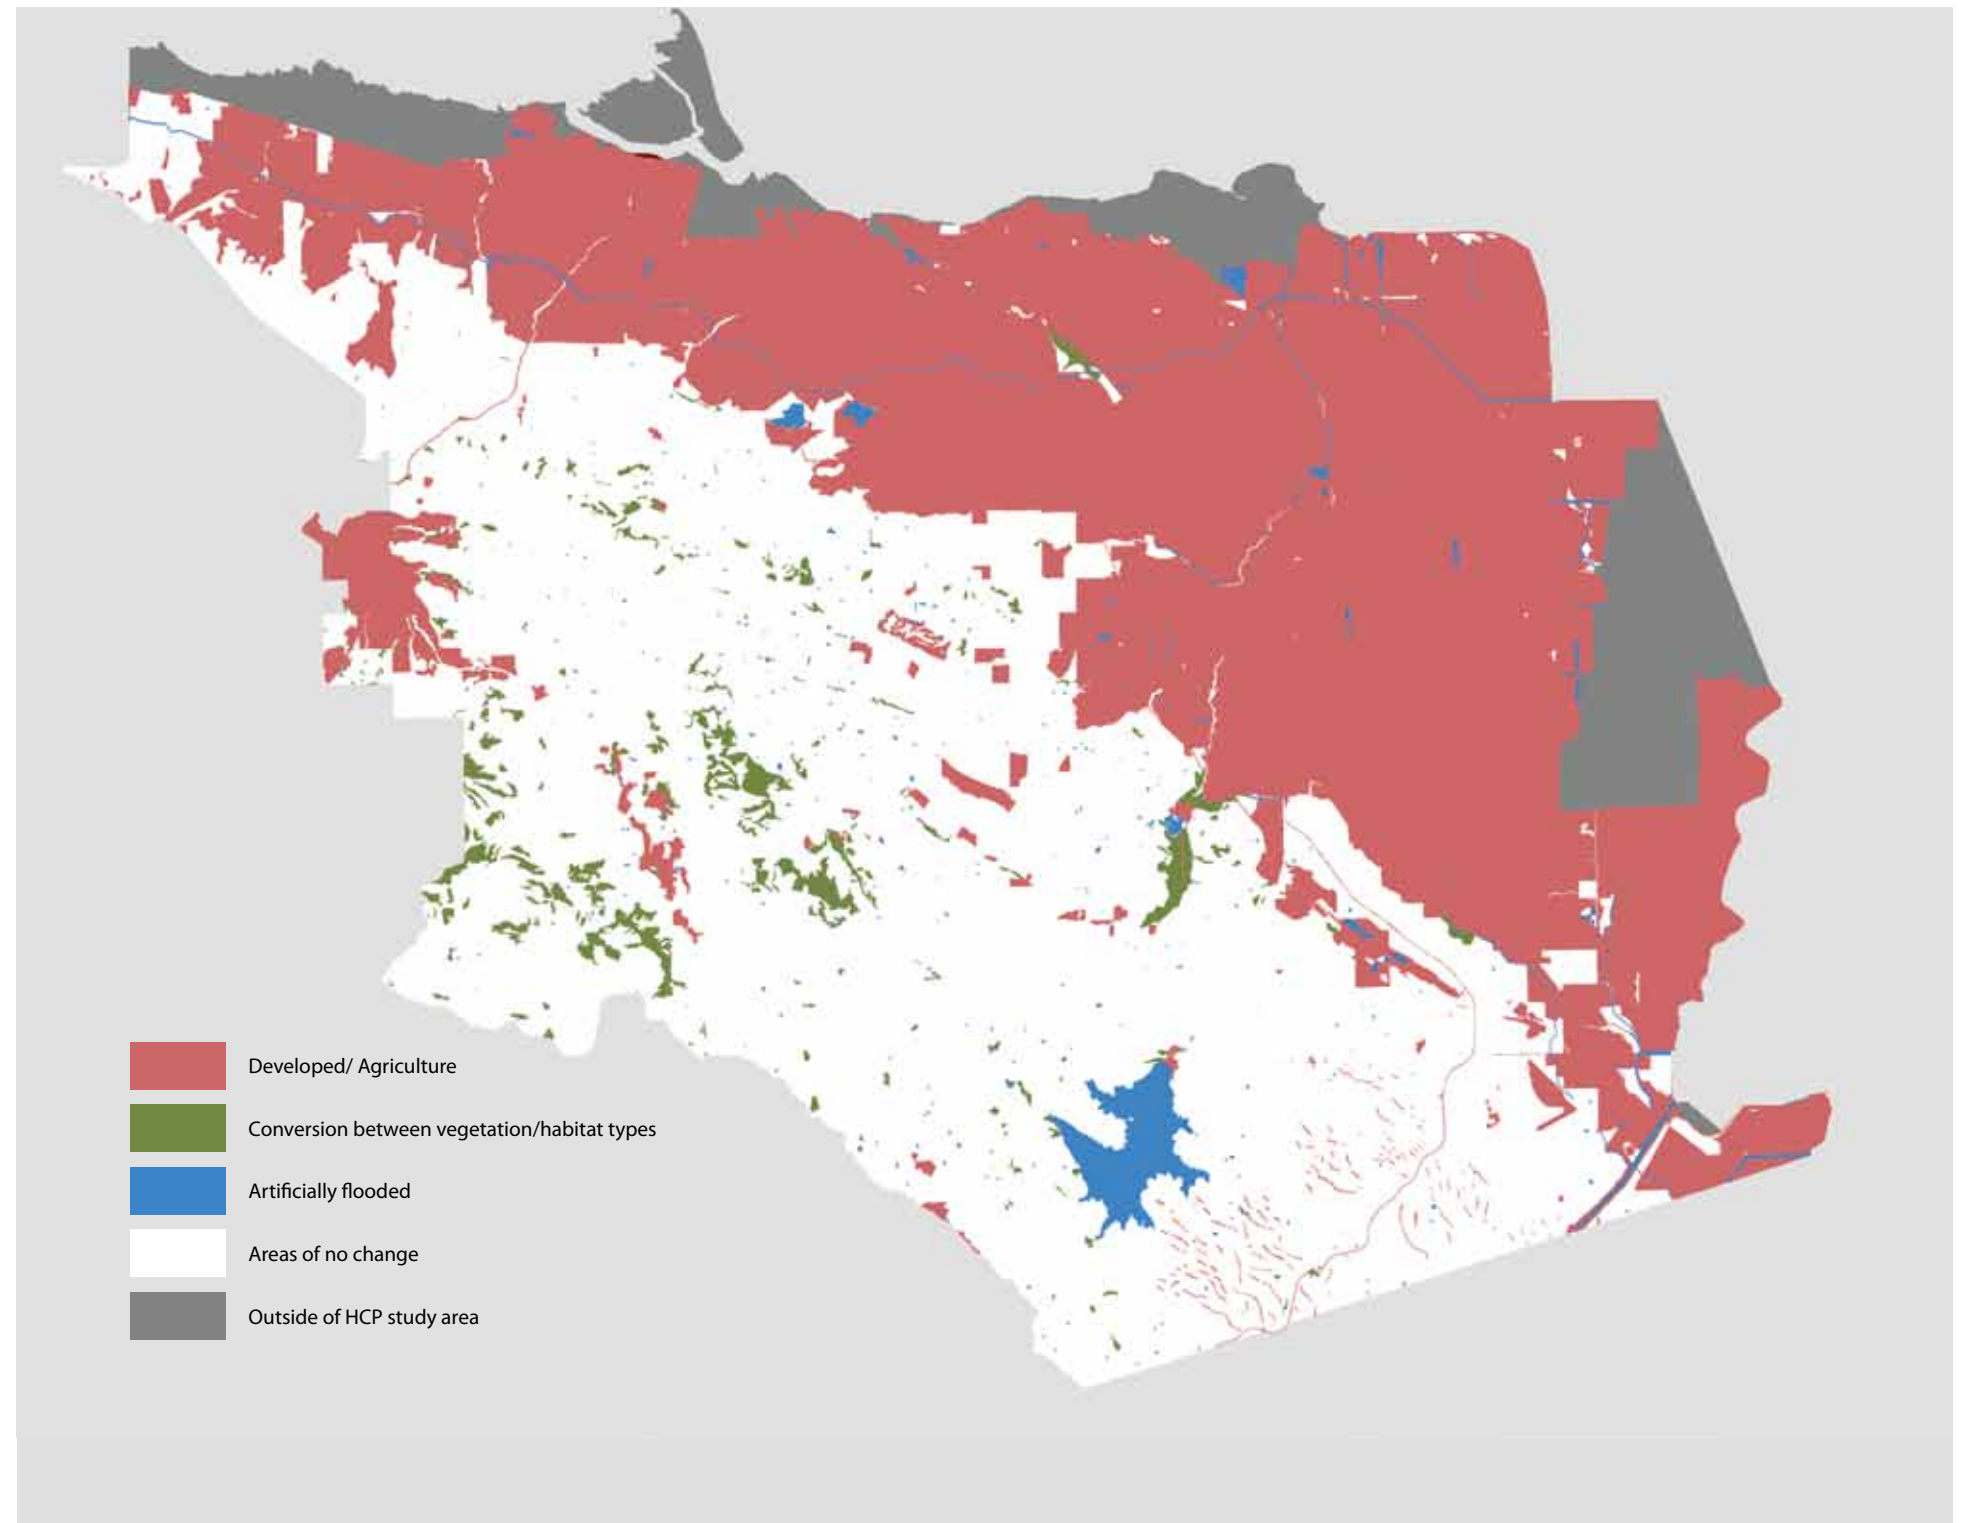 Developed/ Agriculture
Conversion between vegetation/habitat types
Artificially flooded
Areas of no change
Outside of HCP study area